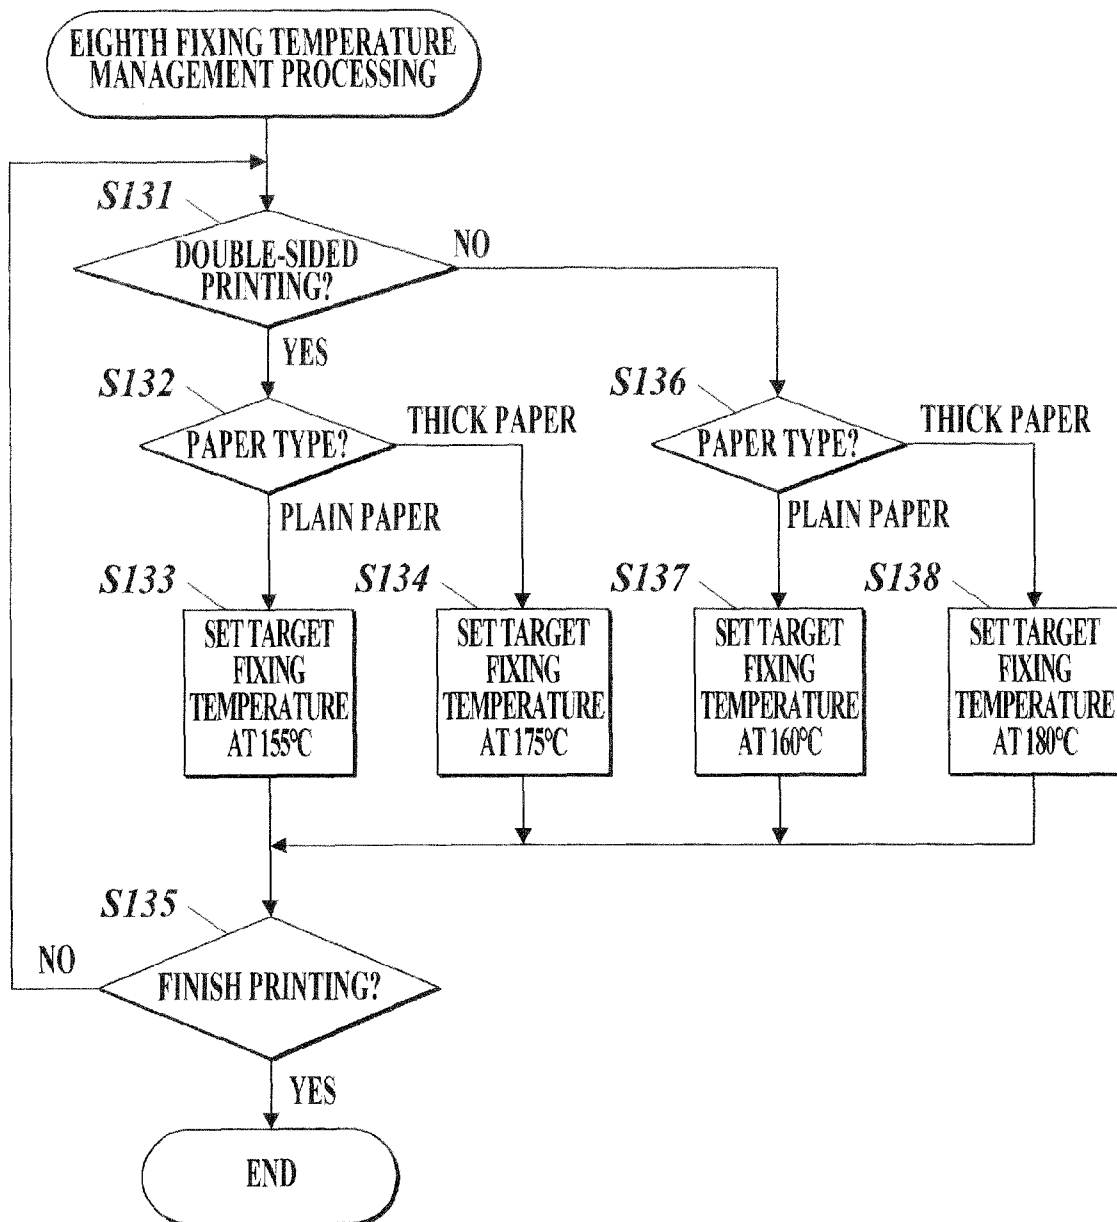 EIGHTH FIXING TEMPERATURE
MANAGEMENT PROCESSING
S131
DOUBLE-SIDED
PRINTING?
NO
YES
S132
PAPER TYPE?
THICK PAPER
PLAIN PAPER
S136
PAPER TYPE?
THICK PAPER
PLAIN PAPER
S133
SET TARGET
FIXING
TEMPERATURE
AT 155°C
S134
SET TARGET
FIXING
TEMPERATURE
AT 175°C
S137
SET TARGET
FIXING
TEMPERATURE
AT 160°C
S138
SET TARGET
FIXING
TEMPERATURE
AT 180°C
S135
NO
FINISH PRINTING?
YES
END